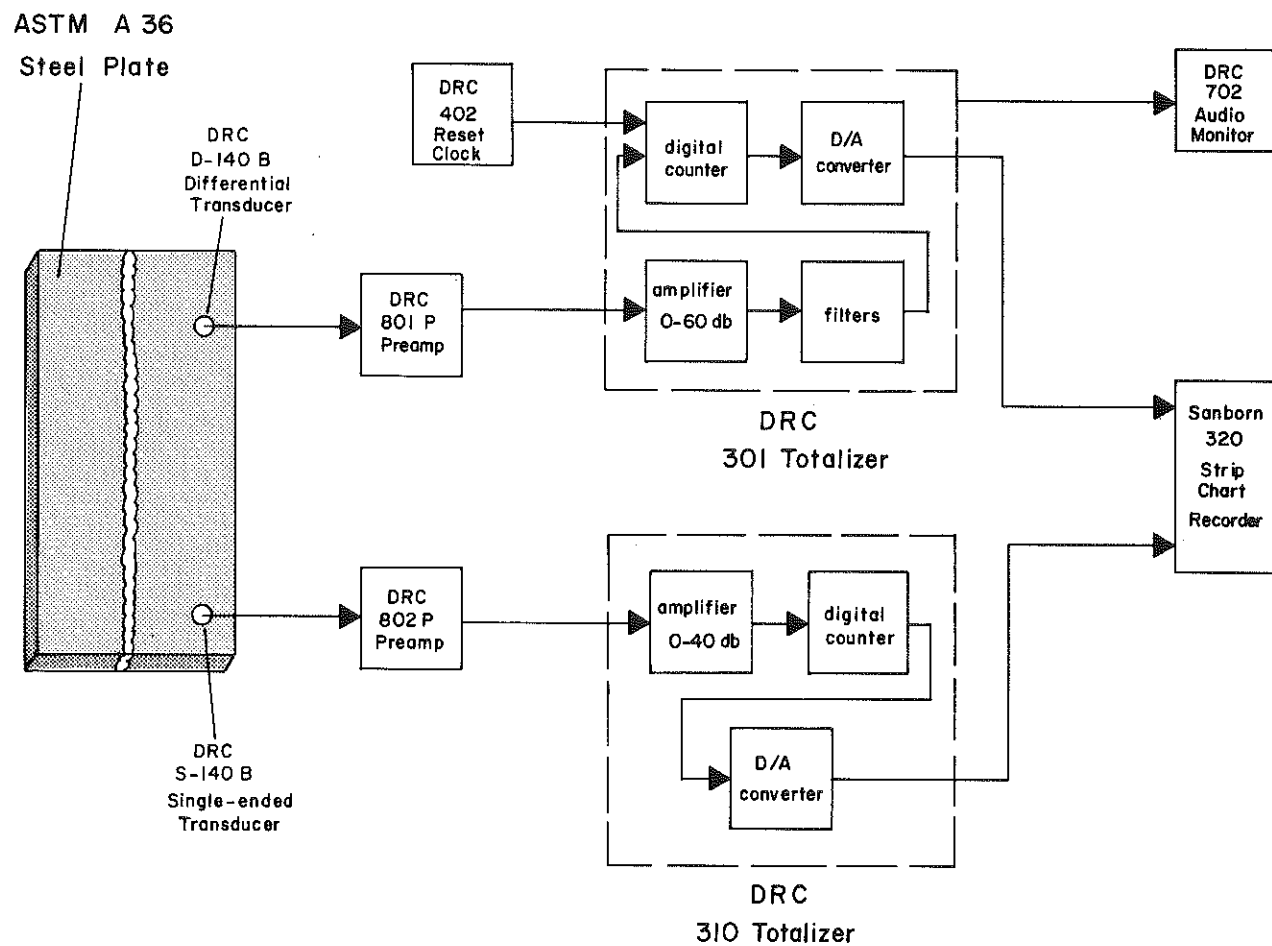 ASTM A 36
Steel Plate
DRC
D-140 B
Differential
Transducer
DRC
402
Reset
Clock
digital
counter
D/A
converter
DRC
702
Audio
Monitor
DRC
801 P
Preamp
amplifier
0-60 db
filters
DRC
301 Totalizer
Sanborn
320
Strip
Chart
Recorder
DRC
802 P
Preamp
amplifier
0-40 db
digital
counter
D/A
converter
DRC
S-140 B
Single-ended
Transducer
DRC
310 Totalizer